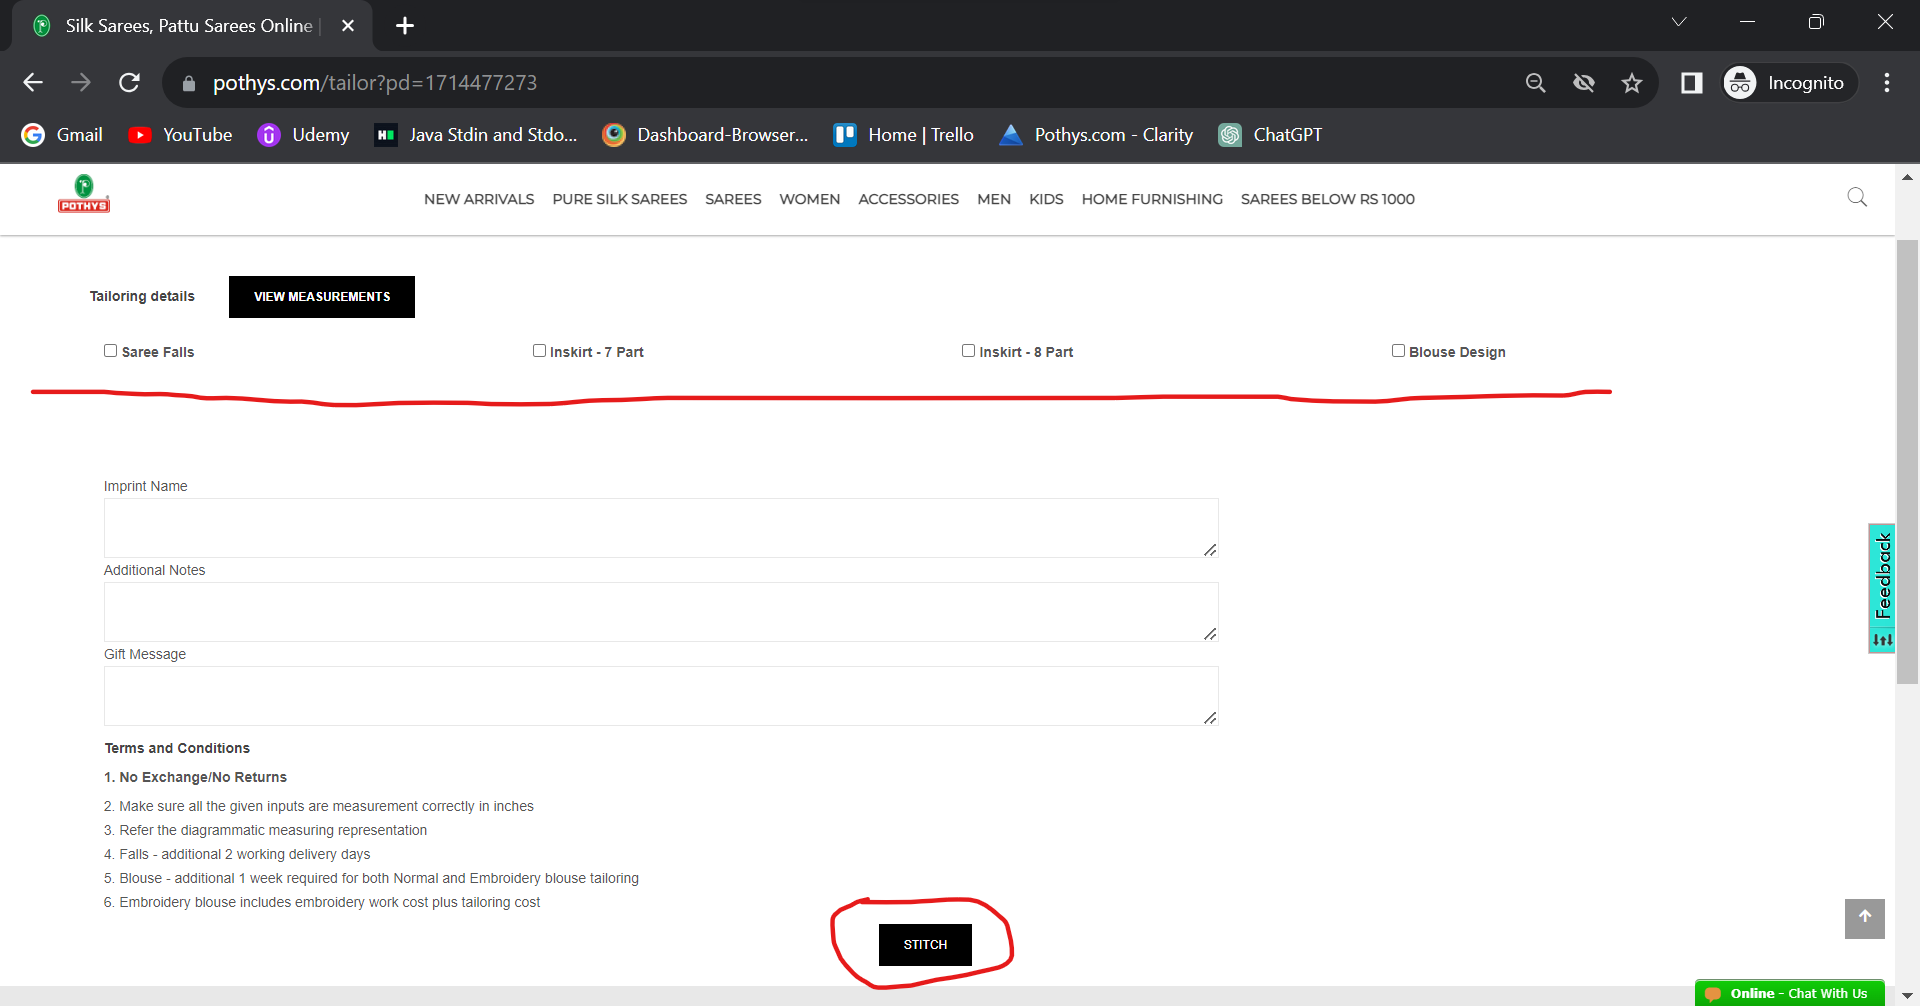 Silk Sarees, Pattu Sarees Online
pothys.com/tailor?pd=1714477273
Incognito
Gmail YouTube Udemy Java Stdin and Stdo... Dashboard-Browser... Home | Trello Pothys.com - Clarity ChatGPT
POTHYS
NEW ARRIVALS PURE SILK SAREES SAREES WOMEN ACCESSORIES MEN KIDS HOME FURNISHING SAREES BELOW RS 1000
Tailoring details VIEW MEASUREMENTS
Saree Falls Inskirt - 7 Part Inskirt - 8 Part Blouse Design
Imprint Name
Additional Notes
Gift Message
Feedback
Terms and Conditions
1. No Exchange/No Returns
2. Make sure all the given inputs are measurement correctly in inches
3. Refer the diagrammatic measuring representation
4. Falls - additional 2 working delivery days
5. Blouse - additional 1 week required for both Normal and Embroidery blouse tailoring
6. Embroidery blouse includes embroidery work cost plus tailoring cost
STITCH
Online - Chat With Us